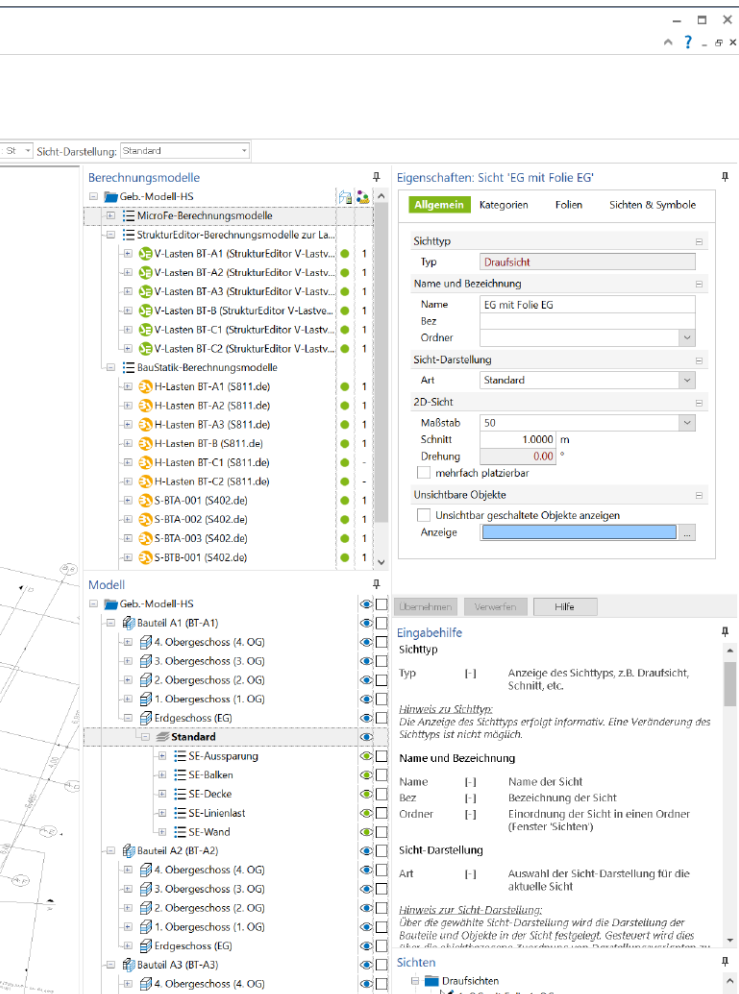 St Sicht-Darstellung: Standard
Berechnungsmodelle
Geb.-Modell-HS
MicroFe-Berechnungsmodelle
StrukturEditor-Berechnungsmodelle zur La...
V-Lasten BT-A1 (StrukturEditor V-Lastv... 1
V-Lasten BT-A2 (StrukturEditor V-Lastv... 1
V-Lasten BT-A3 (StrukturEditor V-Lastv... 1
V-Lasten BT-B (StrukturEditor V-Lastve... 1
V-Lasten BT-C1 (StrukturEditor V-Lastv... 1
V-Lasten BT-C2 (StrukturEditor V-Lastv... 1
BauStatik-Berechnungsmodelle
H-Lasten BT-A1 (S811.de) 1
H-Lasten BT-A2 (S811.de) 1
H-Lasten BT-A3 (S811.de) 1
H-Lasten BT-B (S811.de) 1
H-Lasten BT-C1 (S811.de) -
H-Lasten BT-C2 (S811.de) -
S-BTA-001 (S402.de) 1
S-BTA-002 (S402.de) 1
S-BTA-003 (S402.de) 1
S-BTB-001 (S402.de) 1
Modell
Geb.-Modell-HS
Bauteil A1 (BT-A1)
4. Obergeschoss (4. OG)
3. Obergeschoss (3. OG)
2. Obergeschoss (2. OG)
1. Obergeschoss (1. OG)
Erdgeschoss (EG)
Standard
SE-Aussparung
SE-Balken
SE-Decke
SE-Linienlast
SE-Wand
Bauteil A2 (BT-A2)
4. Obergeschoss (4. OG)
3. Obergeschoss (3. OG)
2. Obergeschoss (2. OG)
1. Obergeschoss (1. OG)
Erdgeschoss (EG)
Bauteil A3 (BT-A3)
4. Obergeschoss (4. OG)
Eigenschaften: Sicht 'EG mit Folie EG'
Allgemein Kategorien Folien Sichten & Symbole
Sichttyp
Typ Draufsicht
Name und Bezeichnung
Name EG mit Folie EG
Bez
Ordner
Sicht-Darstellung
Art Standard
2D-Sicht
Maßstab 50
Schnitt 1.0000 m
Drehung 0.00 °
mehrfach platzierbar
Unsichtbare Objekte
Unsichtbar geschaltete Objekte anzeigen
Anzeige ...
Übernehmen Verwerfen Hilfe
Eingabehilfe
Sichttyp
Typ [-] Anzeige des Sichttyps, z.B. Draufsicht,
Schnitt, etc.
Hinweis zu Sichttyp:
Die Anzeige des Sichttyps erfolgt informativ. Eine Veränderung des
Sichttyps ist nicht möglich.
Name und Bezeichnung
Name [-] Name der Sicht
Bez [-] Bezeichnung der Sicht
Ordner [-] Einordnung der Sicht in einen Ordner
(Fenster 'Sichten')
Sicht-Darstellung
Art [-] Auswahl der Sicht-Darstellung für die
aktuelle Sicht
Hinweis zur Sicht-Darstellung:
Über die gewählte Sicht-Darstellung wird die Darstellung der
Bauteile und Objekte in der Sicht festgelegt. Gesteuert wird dies
Sichten
Draufsichten